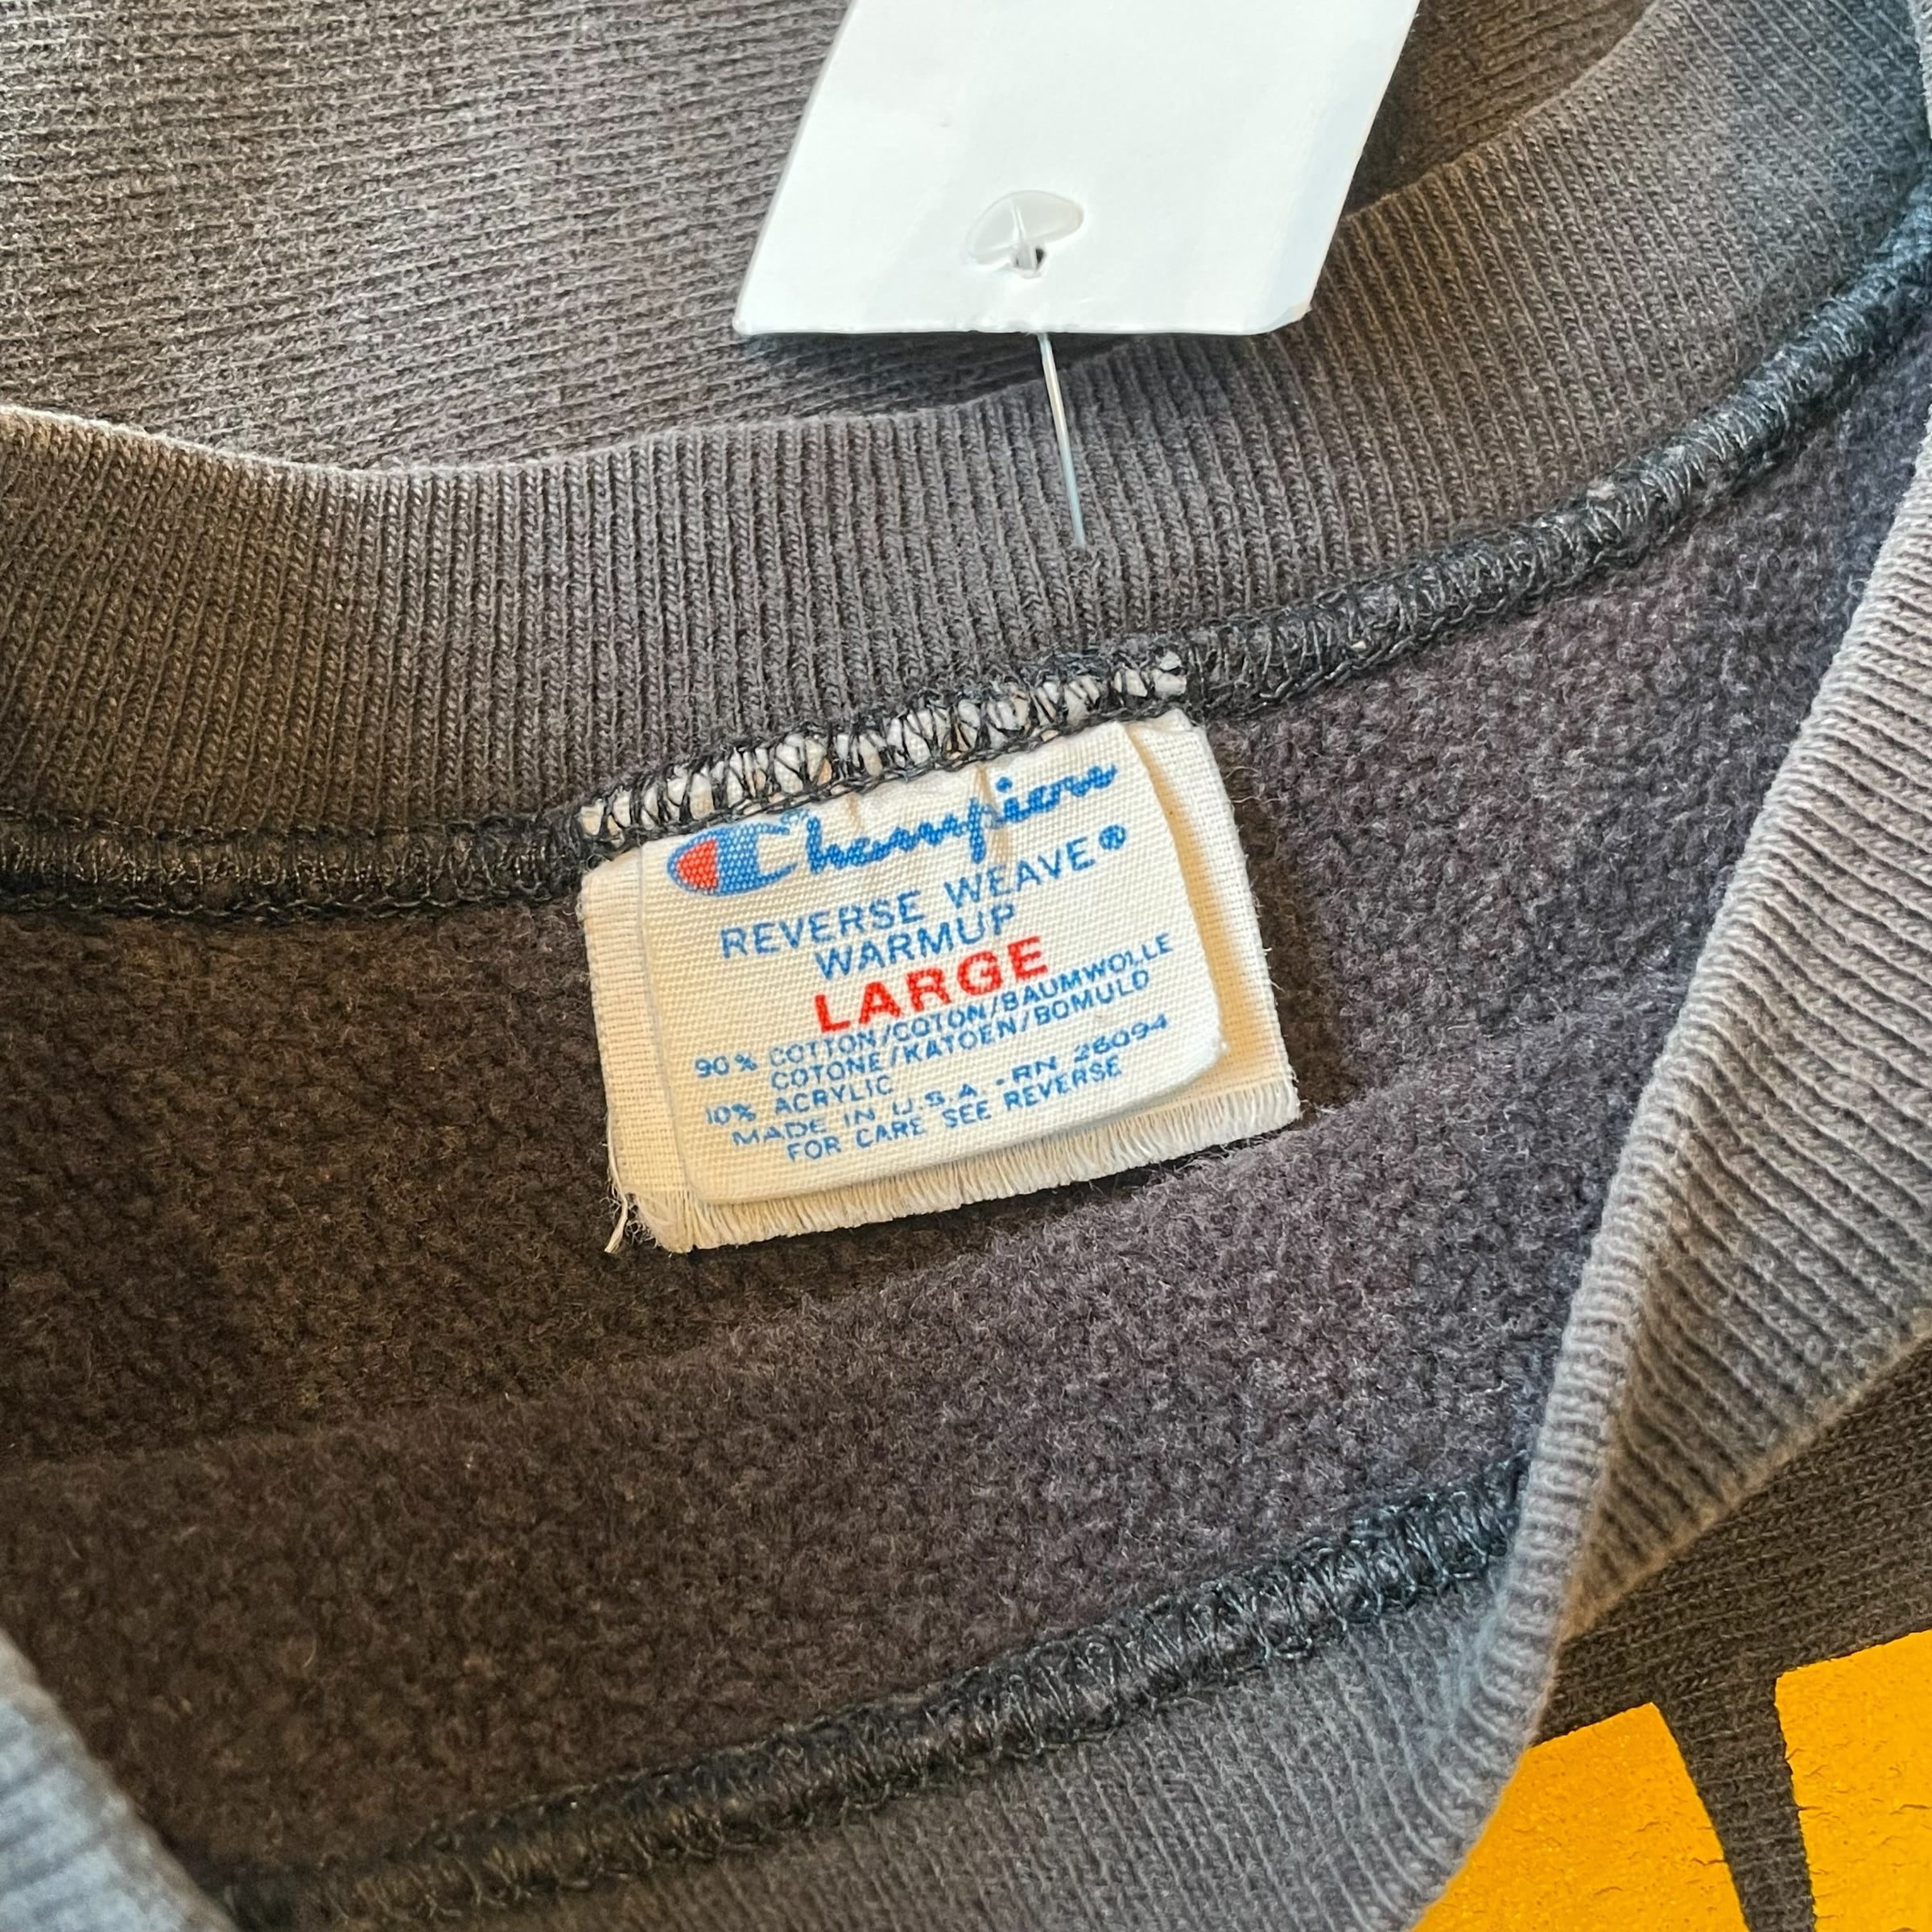 Champion
REVERSE WEAVE®
WARMUP
LARGE
90% COTTON/COTON/BAUMWOLLE
COTONE/KATOEN/BOMULD
10% ACRYLIC
MADE IN U.S.A. - RN 26094
FOR CARE SEE REVERSE